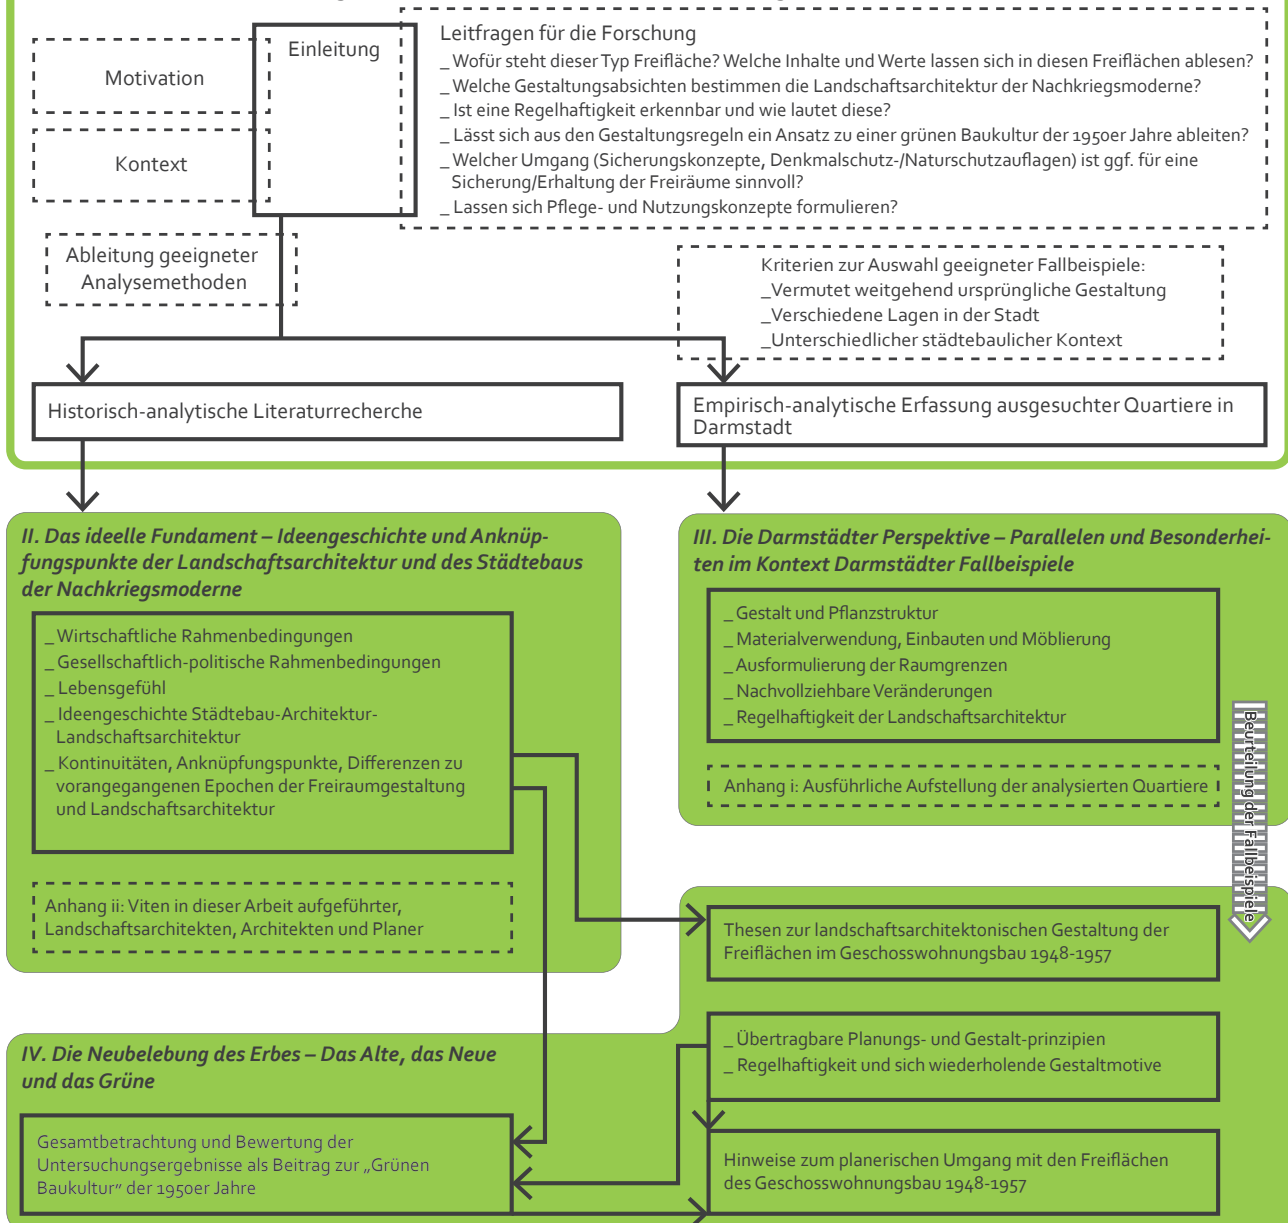 Einleitung
Motivation
Kontext
Leitfragen für die Forschung
_ Wofür steht dieser Typ Freifläche? Welche Inhalte und Werte lassen sich in diesen Freiflächen ablesen?
_ Welche Gestaltungsabsichten bestimmen die Landschaftsarchitektur der Nachkriegsmoderne?
_ Ist eine Regelhaftigkeit erkennbar und wie lautet diese?
_ Lässt sich aus den Gestaltungsregeln ein Ansatz zu einer grünen Baukultur der 1950er Jahre ableiten?
_ Welcher Umgang (Sicherungskonzepte, Denkmalschutz-/Naturschutzauflagen) ist ggf. für eine
Sicherung/Erhaltung der Freiräume sinnvoll?
_ Lassen sich Pflege- und Nutzungskonzepte formulieren?
Ableitung geeigneter
Analysemethoden
Kriterien zur Auswahl geeigneter Fallbeispiele:
_Vermutet weitgehend ursprüngliche Gestaltung
_Verschiedene Lagen in der Stadt
_Unterschiedlicher städtebaulicher Kontext
Historisch-analytische Literaturrecherche
Empirisch-analytische Erfassung ausgesuchter Quartiere in
Darmstadt
II. Das ideelle Fundament – Ideengeschichte und Anknüp-
fungspunkte der Landschaftsarchitektur und des Städtebaus
der Nachkriegsmoderne
_ Wirtschaftliche Rahmenbedingungen
_ Gesellschaftlich-politische Rahmenbedingungen
_ Lebensgefühl
_ Ideengeschichte Städtebau-Architektur-
Landschaftsarchitektur
_ Kontinuitäten, Anknüpfungspunkte, Differenzen zu
vorangegangenen Epochen der Freiraumgestaltung
und Landschaftsarchitektur
Anhang ii: Viten in dieser Arbeit aufgeführter,
Landschaftsarchitekten, Architekten und Planer
III. Die Darmstädter Perspektive – Parallelen und Besonderhei-
ten im Kontext Darmstädter Fallbeispiele
_ Gestalt und Pflanzstruktur
_ Materialverwendung, Einbauten und Möblierung
_ Ausformulierung der Raumgrenzen
_ Nachvollziehbare Veränderungen
_ Regelhaftigkeit der Landschaftsarchitektur
Anhang i: Ausführliche Aufstellung der analysierten Quartiere
Beurteilung der Fallbeispiele
Thesen zur landschaftsarchitektonischen Gestaltung der
Freiflächen im Geschosswohnungsbau 1948-1957
_ Übertragbare Planungs- und Gestalt-prinzipien
_ Regelhaftigkeit und sich wiederholende Gestaltmotive
IV. Die Neubelebung des Erbes – Das Alte, das Neue
und das Grüne
Gesamtbetrachtung und Bewertung der
Untersuchungsergebnisse als Beitrag zur „Grünen
Baukultur“ der 1950er Jahre
Hinweise zum planerischen Umgang mit den Freiflächen
des Geschosswohnungsbau 1948-1957